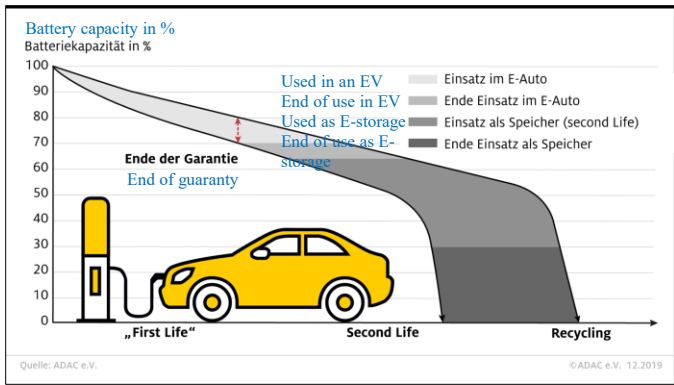 Battery capacity in %
Batteriekapazität in %
100
90
80
70
60
50
40
30
20
10
0
Used in an EV
End of use in EV
Used as E-storage
End of use as E-
storage
Einsatz im E-Auto
Ende Einsatz im E-Auto
Einsatz als Speicher (second Life)
Ende Einsatz als Speicher
Ende der Garantie
End of guaranty
„First Life“
Second Life
Recycling
Quelle: ADAC e.V.
©ADAC e.V. 12.2019